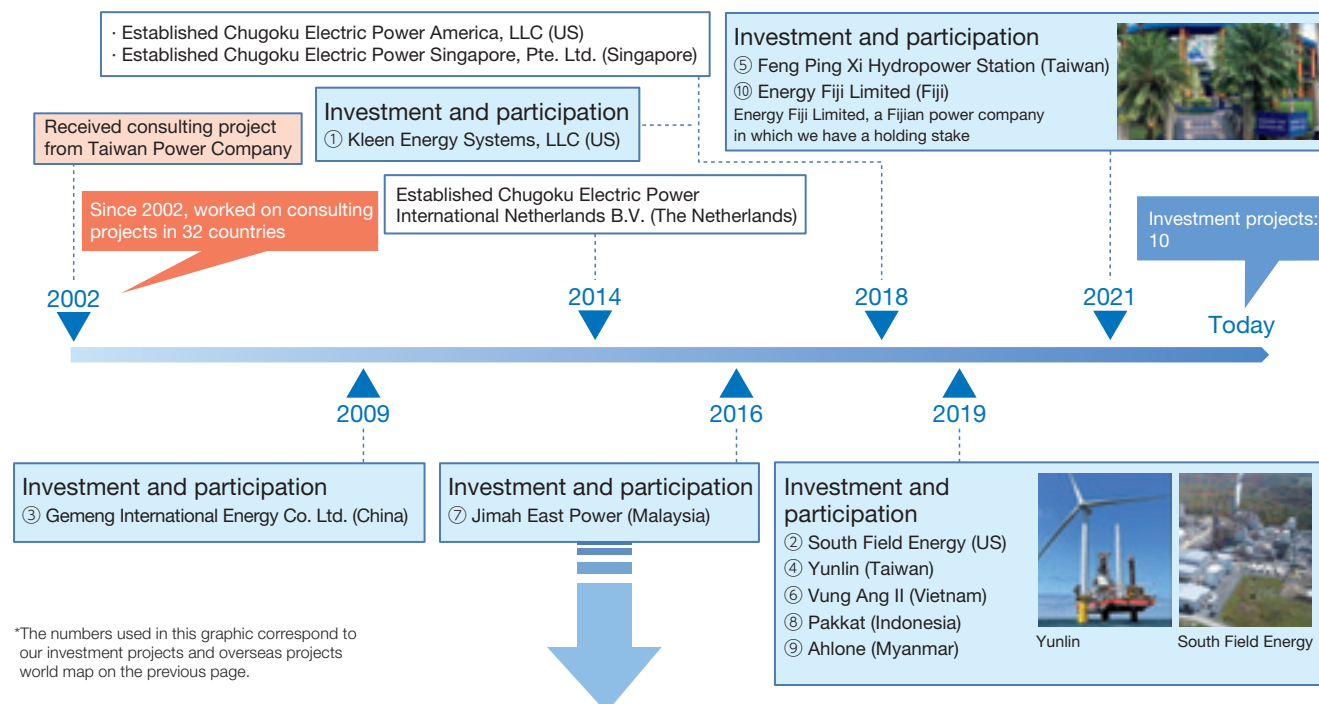 · Established Chugoku Electric Power America, LLC (US)
· Established Chugoku Electric Power Singapore, Pte. Ltd. (Singapore)
Investment and participation
① Kleen Energy Systems, LLC (US)
Received consulting project
from Taiwan Power Company
Since 2002, worked on consulting
projects in 32 countries
Established Chugoku Electric Power
International Netherlands B.V. (The Netherlands)
Investment and participation
⑤ Feng Ping Xi Hydropower Station (Taiwan)
⑩ Energy Fiji Limited (Fiji)
Energy Fiji Limited, a Fijian power company
in which we have a holding stake
Investment projects:
10
2002
2014
2018
2021
Today
2009
2016
2019
Investment and participation
③ Gemeng International Energy Co. Ltd. (China)
Investment and participation
⑦ Jimah East Power (Malaysia)
Investment and
participation
② South Field Energy (US)
④ Yunlin (Taiwan)
⑥ Vung Ang II (Vietnam)
⑧ Pakkat (Indonesia)
⑨ Ahlone (Myanmar)
Yunlin
South Field Energy
*The numbers used in this graphic correspond to
our investment projects and overseas projects
world map on the previous page.